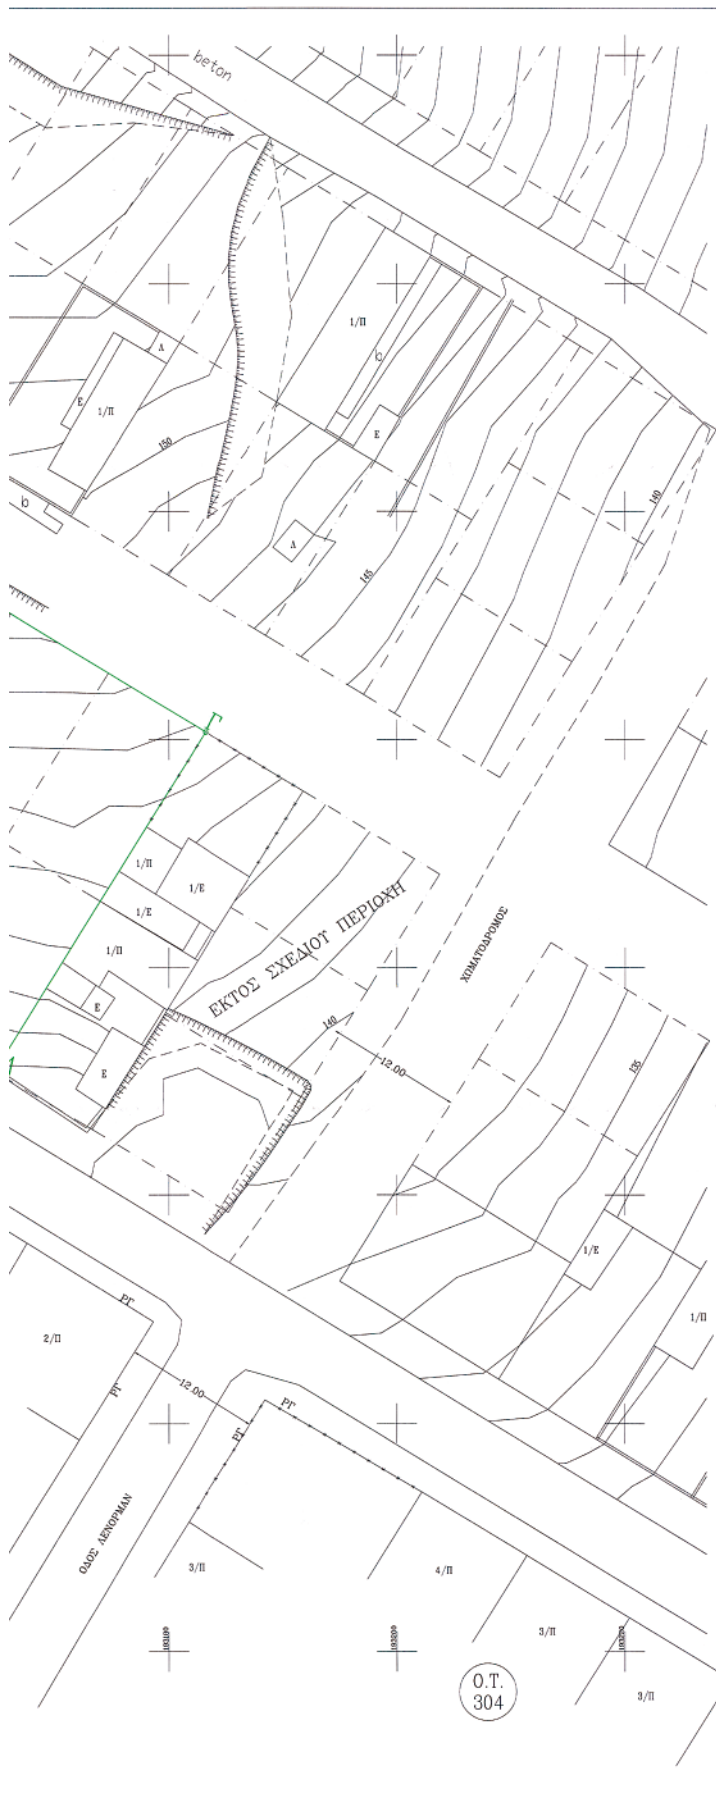 beton
1/Π
b
Λ
Ε
1/Π
Ε
150
140
b
Λ
145
1/Π
1/Ε
1/Ε
ΕΚΤΟΣ ΣΧΕΔΙΟΥ ΠΕΡΙΟΧΗ
ΧΩΜΑΤΟΔΡΟΜΟΣ
1/Π
Ε
140
12.00
135
Ε
1/Ε
ΡΓ
1/Π
2/Π
ΡΓ
12.00
ΡΓ
ΡΓ
ΟΔΟΣ ΛΕΝΟΡΜΑΝ
3/Π
4/Π
3/Π
Ο.Τ.
304
3/Π